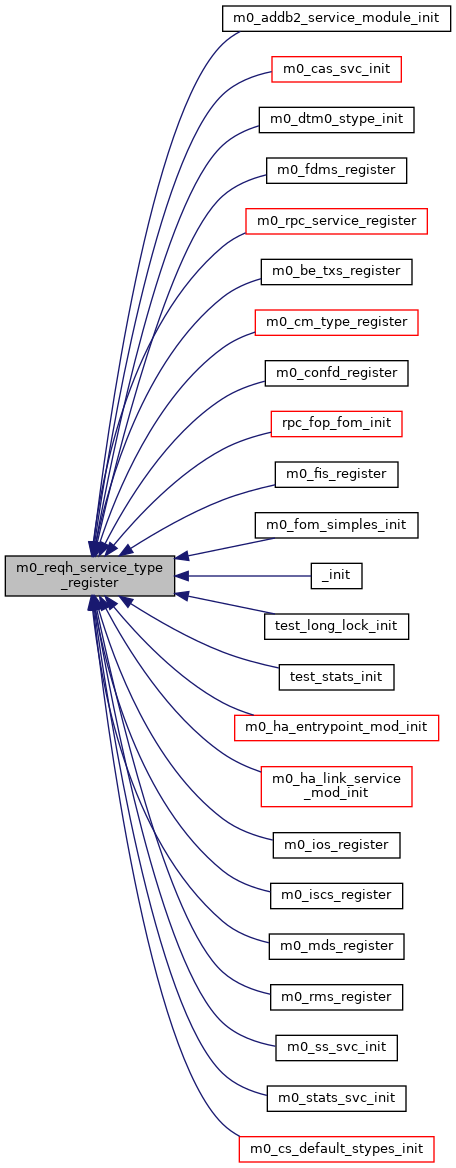 m0_addb2_service_module_init
m0_cas_svc_init
m0_dtm0_stype_init
m0_fdms_register
m0_rpc_service_register
m0_be_txs_register
m0_cm_type_register
m0_confd_register
rpc_fop_fom_init
m0_fis_register
m0_fom_simples_init
m0_reqh_service_type
_register
_init
test_long_lock_init
test_stats_init
m0_ha_entrypoint_mod_init
m0_ha_link_service
_mod_init
m0_ios_register
m0_iscs_register
m0_mds_register
m0_rms_register
m0_ss_svc_init
m0_stats_svc_init
m0_cs_default_stypes_init